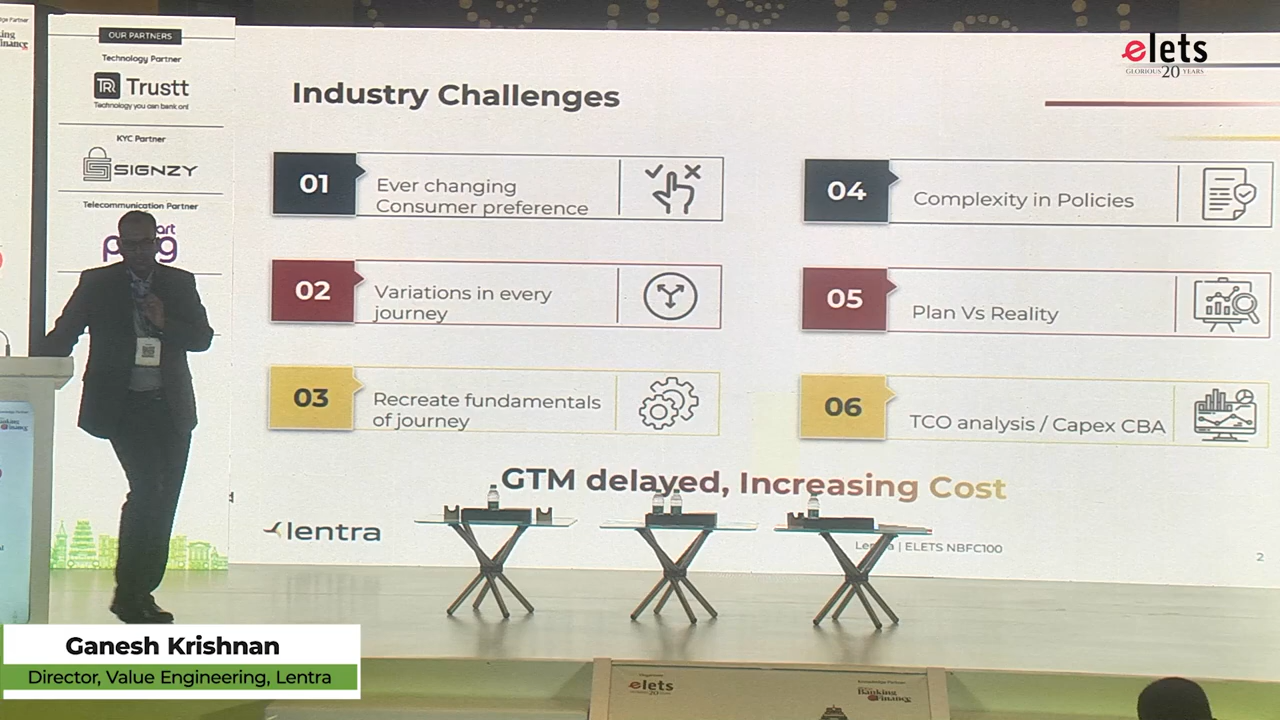 OUR PARTNERS
Technology Partner
Trustt
Technology you can bank on!
KYC Partner
SIGNZY
Telecommunication Partner
elets
GLORIOUS 20 YEARS
Industry Challenges
01
Ever changing
Consumer preference
02
Variations in every
journey
03
Recreate fundamentals
of journey
04
Complexity in Policies
05
Plan Vs Reality
06
TCO analysis / Capex CBA
GTM delayed, Increasing Cost
lentra
| ELETS NBFC100
2
Ganesh Krishnan
Director, Value Engineering, Lentra
elets
Banking
Finance